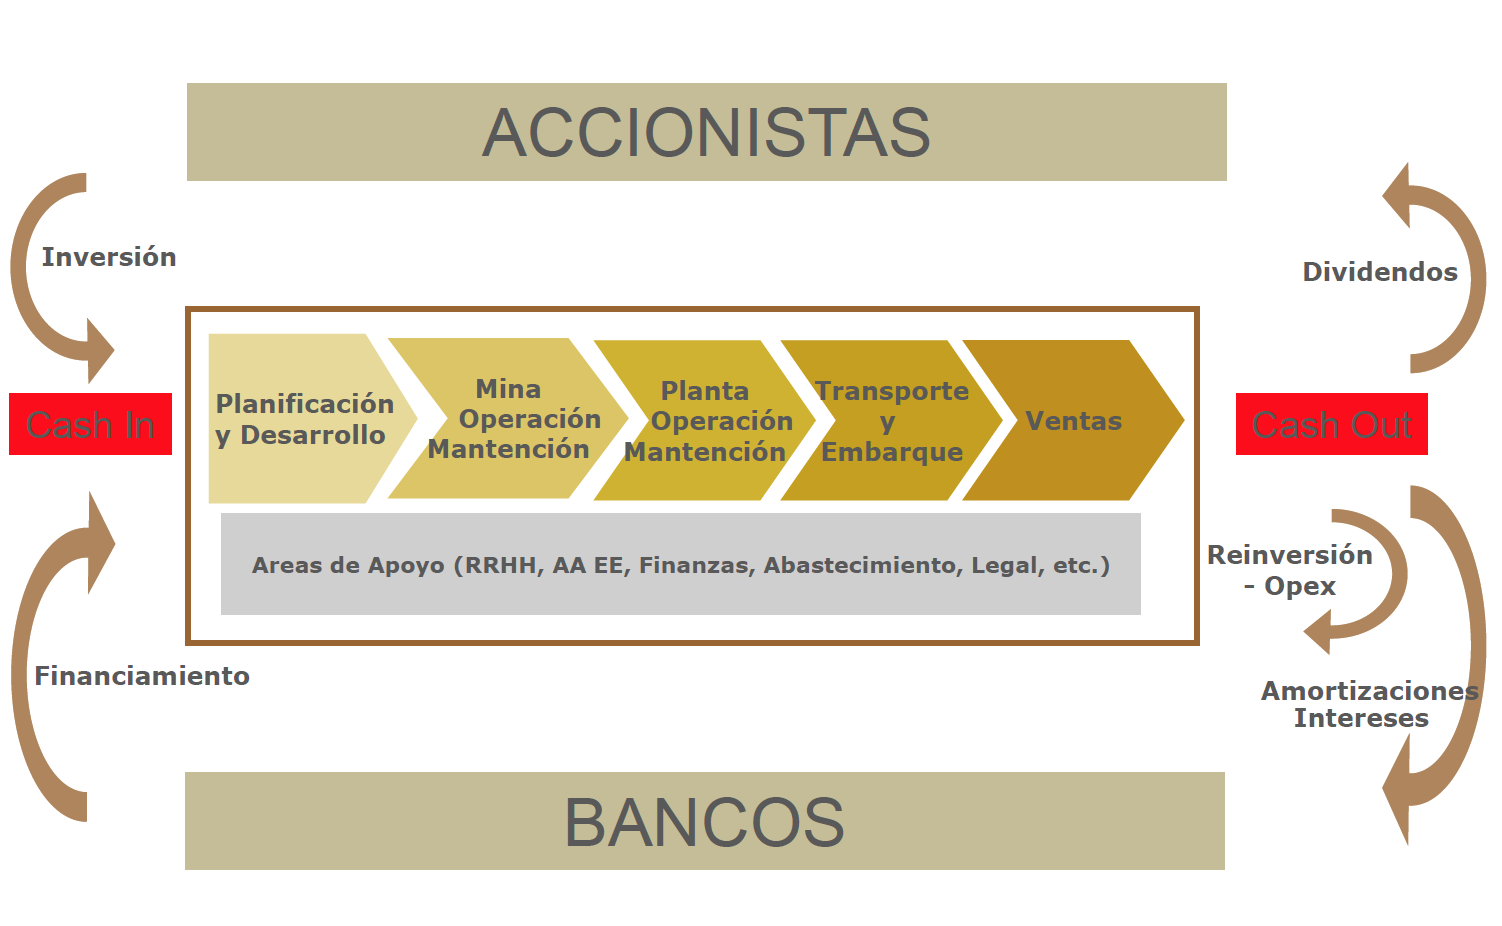 ACCIONISTAS
Inversión
Dividendos
Cash In
Planificación
y Desarrollo
Mina
Operación
Mantención
Planta
Operación
Mantención
Transporte
y
Embarque
Ventas
Cash Out
Areas de Apoyo (RRHH, AA EE, Finanzas, Abastecimiento, Legal, etc.)
Reinversión
– Opex
Financiamiento
Amortizaciones
Intereses
BANCOS